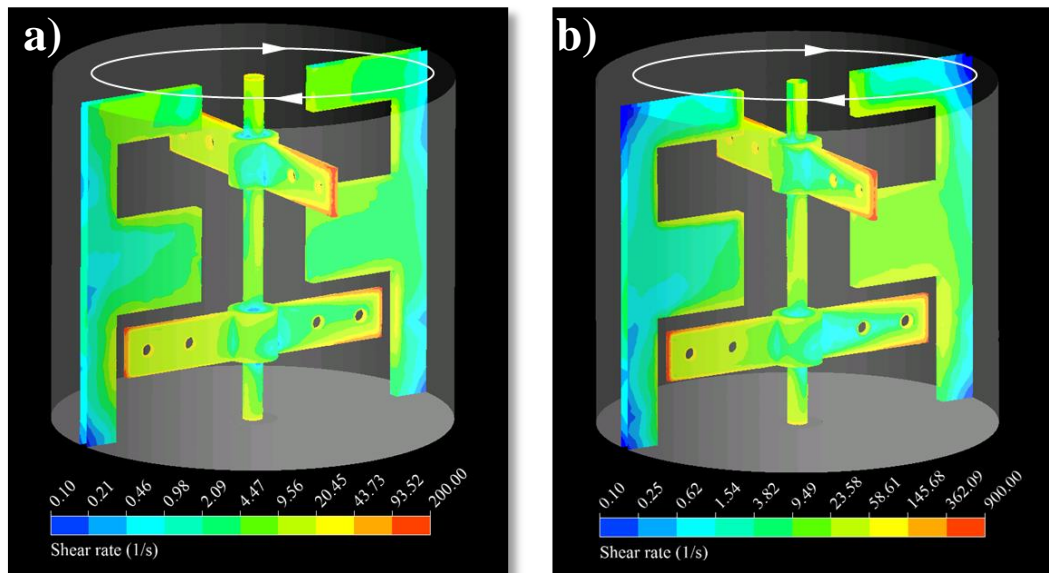 a)
0.10 0.21 0.46 0.98 2.09 4.47 9.56 20.45 43.73 93.52 200.00
Shear rate (1/s)
b)
0.10 0.25 0.62 1.54 3.82 9.49 23.58 58.61 145.68 362.09 900.00
Shear rate (1/s)